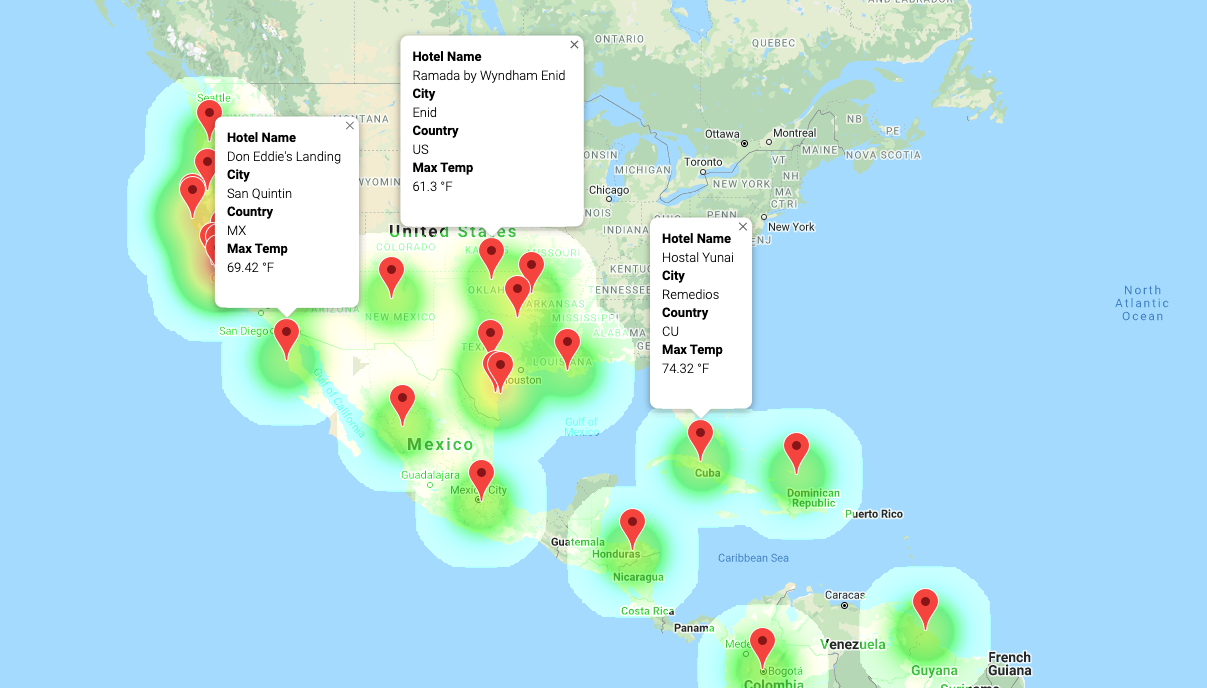 AND LABRADOR
ONTARIO
QUEBEC
Seattle
MONTANA
NB
PE
Ottawa
Montreal
MAINE
NOVA SCOTIA
Toronto
VT
NH
MICHIGAN
WYOMING
NEW YORK
MA
CT
RI
Chicago
PENN
New York
NJ
INDIANA
United States
COLORADO
MISSOURI
KENTUCKY
OKLAHOMA
TENNESSEE
ARKANSAS
NEW MEXICO
MISSISSIPPI
ALABAMA
San Diego
TEXAS
LOUISIANA
Houston
Gulf of California
Gulf of Mexico
Mexico
Guadalajara
Mexico City
Cuba
Dominican Republic
Puerto Rico
Guatemala
Honduras
Caribbean Sea
Nicaragua
Costa Rica
Caracas
Panama
Venezuela
Bogotá
Colombia
Guyana
French Guiana
North
Atlantic
Ocean
Hotel Name
Don Eddie's Landing
City
San Quintin
Country
MX
Max Temp
69.42 °F
Hotel Name
Ramada by Wyndham Enid
City
Enid
Country
US
Max Temp
61.3 °F
Hotel Name
Hostal Yunai
City
Remedios
Country
CU
Max Temp
74.32 °F